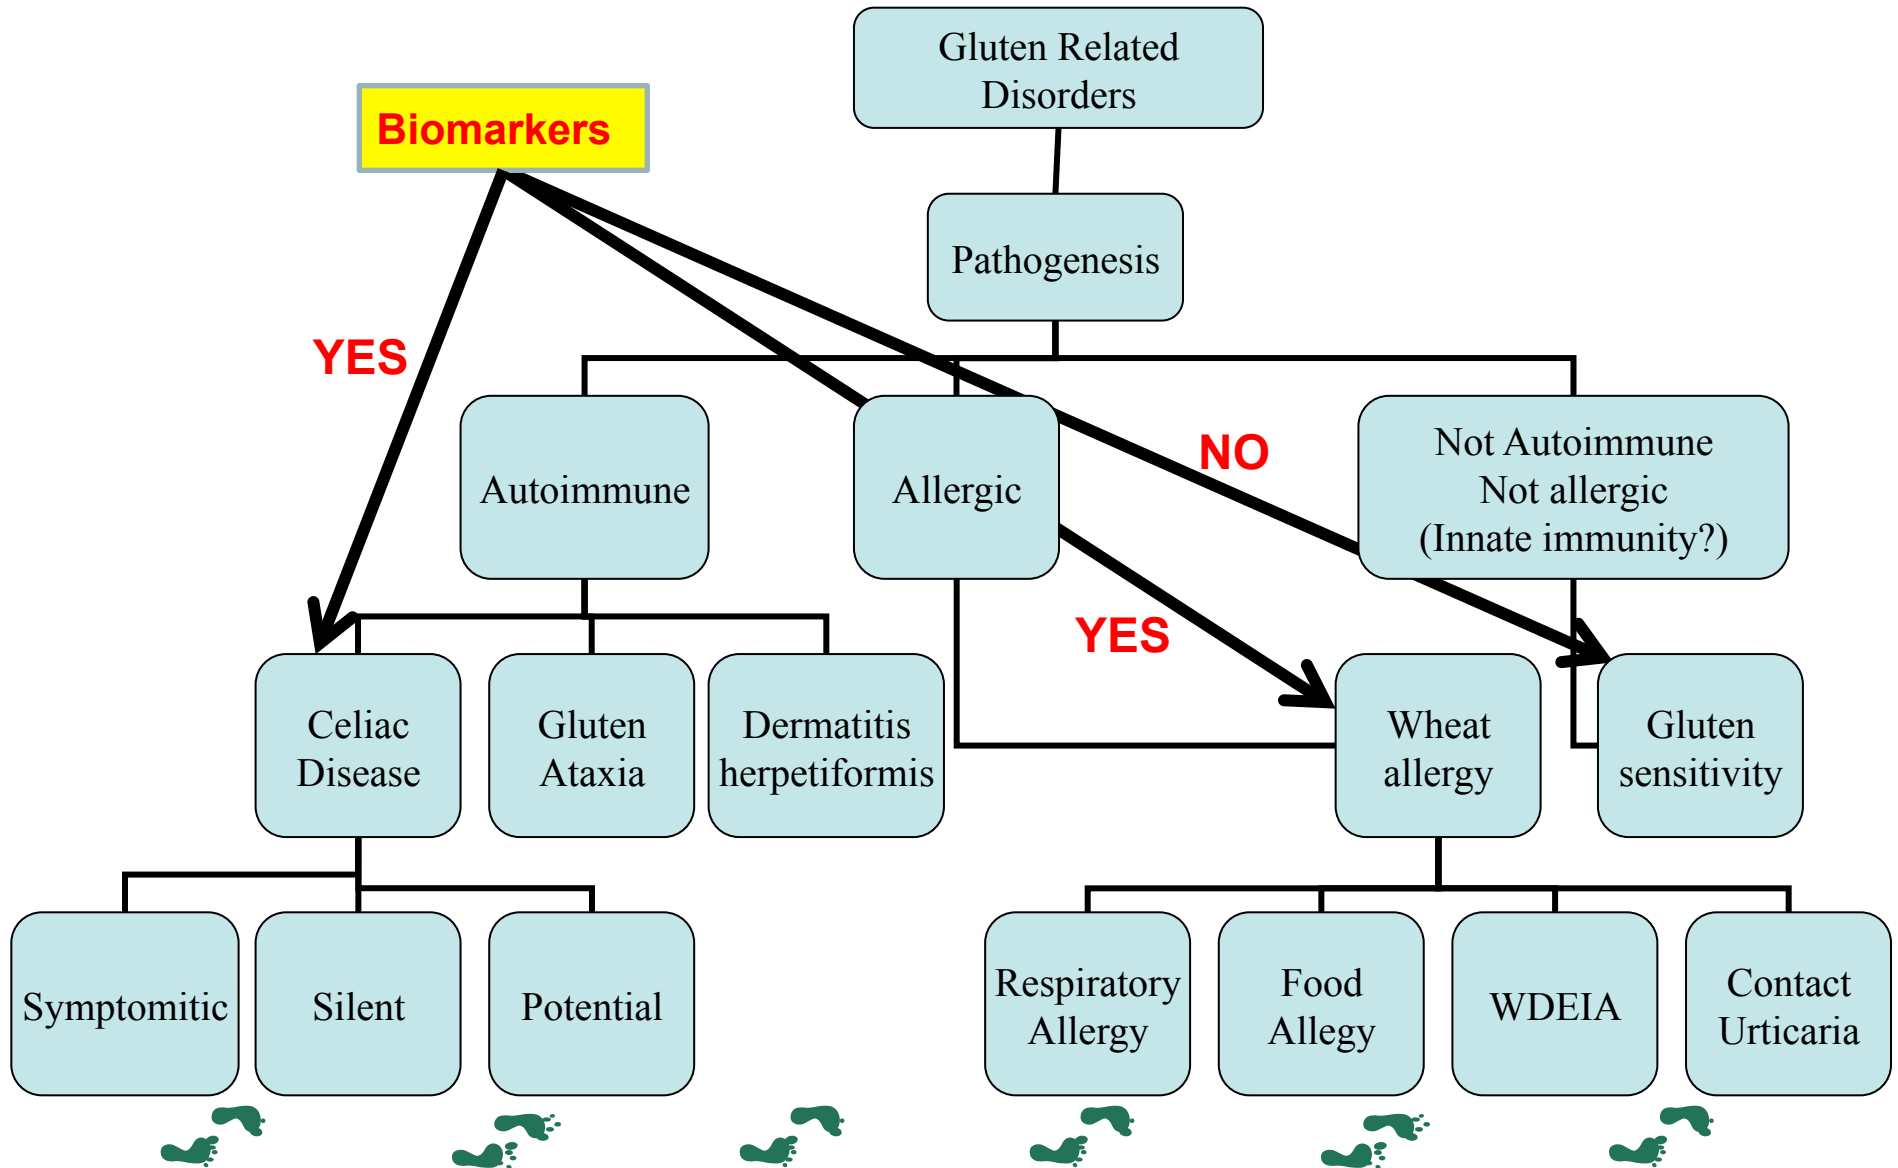 Gluten Related
Disorders
Biomarkers
Pathogenesis
YES
Autoimmune
Allergic
NO
Not Autoimmune
Not allergic
(Innate immunity?)
YES
Celiac
Disease
Gluten
Ataxia
Dermatitis
herpetiformis
Wheat
allergy
Gluten
sensitivity
Symptomitic
Silent
Potential
Respiratory
Allergy
Food
Allegy
WDEIA
Contact
Urticaria